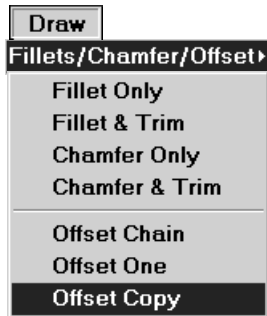 Draw
Fillets/Chamfer/Offset
Fillet Only
Fillet & Trim
Chamfer Only
Chamfer & Trim
Offset Chain
Offset One
Offset Copy